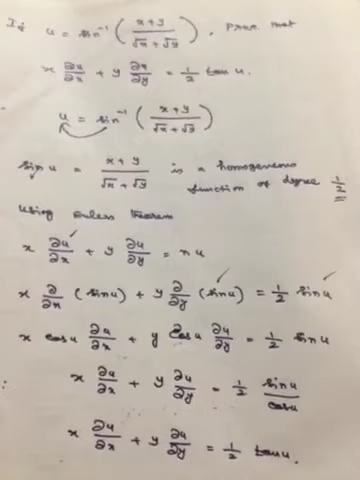 If u = sin⁻¹ ( x+y / √x+√y ) , Prove that
x ∂u/∂x + y ∂u/∂y = 1/2 tan u.
u = sin⁻¹ ( x+y / √x+√y )
sin u = x+y / √x+√y is a homogeneous
function of degree 1/2
Using Eulers theorem
x ∂u/∂x + y ∂u/∂y = nu
x ∂/∂x (sinu) + y ∂/∂y (sinu) = 1/2 sinu
x cosu ∂u/∂x + y cosu ∂u/∂y = 1/2 sinu
x ∂u/∂x + y ∂u/∂y = 1/2 sinu/cosu
x ∂u/∂x + y ∂u/∂y = 1/2 tanu.